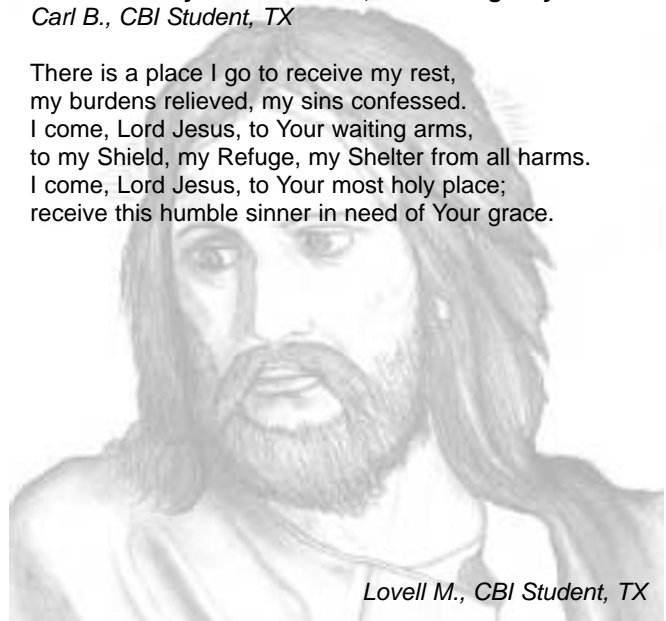 Carl B., CBI Student, TX
There is a place I go to receive my rest,
my burdens relieved, my sins confessed.
I come, Lord Jesus, to Your waiting arms,
to my Shield, my Refuge, my Shelter from all harms.
I come, Lord Jesus, to Your most holy place;
receive this humble sinner in need of Your grace.
Lovell M., CBI Student, TX